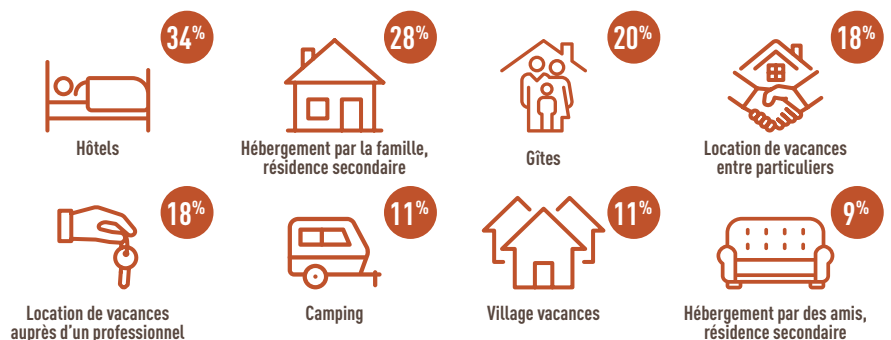 34%
Hôtels
28%
Hébergement par la famille,
résidence secondaire
20%
Gîtes
18%
Location de vacances
entre particuliers
18%
Location de vacances
auprès d'un professionnel
11%
Camping
11%
Village vacances
9%
Hébergement par des amis,
résidence secondaire